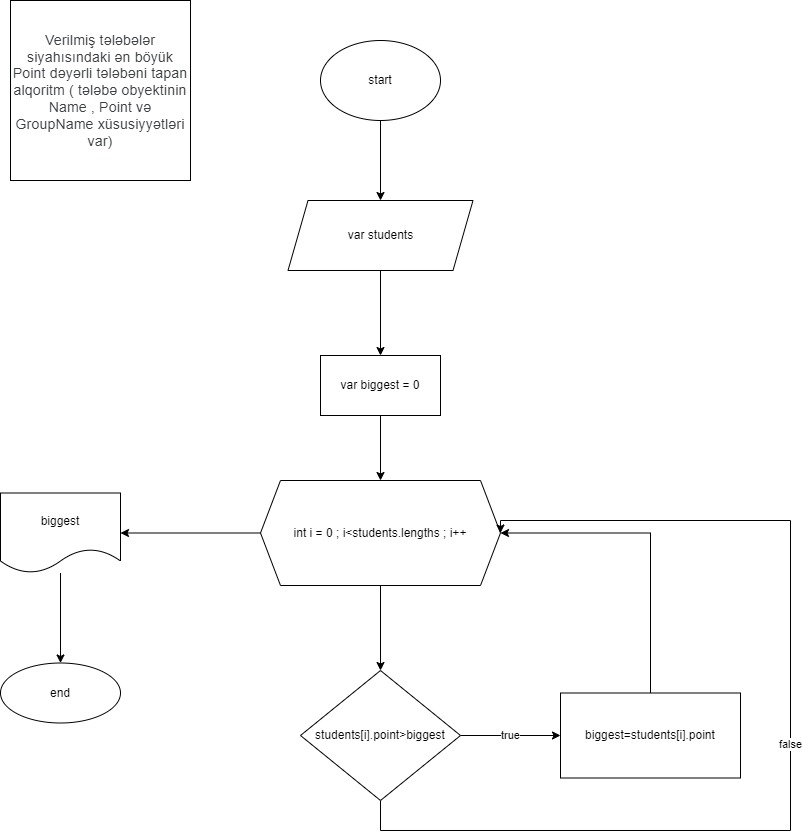 Verilmiş tələbələr
siyahısındaki ən böyük
Point dəyərli tələbəni tapan
alqoritm ( tələbə obyektinin
Name , Point və
GroupName xüsusiyyətləri
var)
start
var students
var biggest = 0
int i = 0 ; i<students.lengths ; i++
biggest
end
students[i].point>biggest
true
biggest=students[i].point
false